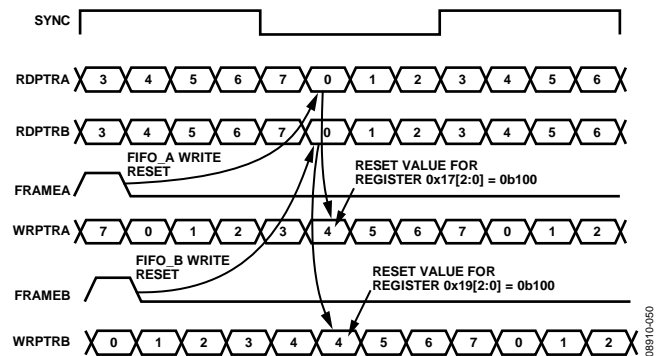 SYNC
RDPTRA 3 4 5 6 7 0 1 2 3 4 5 6
RDPTRB 3 4 5 6 7 0 1 2 3 4 5 6
FIFO_A WRITE
RESET
RESET VALUE FOR
REGISTER 0x17[2:0] = 0b100
FRAMEA
WRPTRA 7 0 1 2 3 4 5 6 7 0 1 2
FIFO_B WRITE
RESET
RESET VALUE FOR
REGISTER 0x19[2:0] = 0b100
FRAMEB
WRPTRB 0 1 2 3 4 4 5 6 7 0 1 2
08910-050